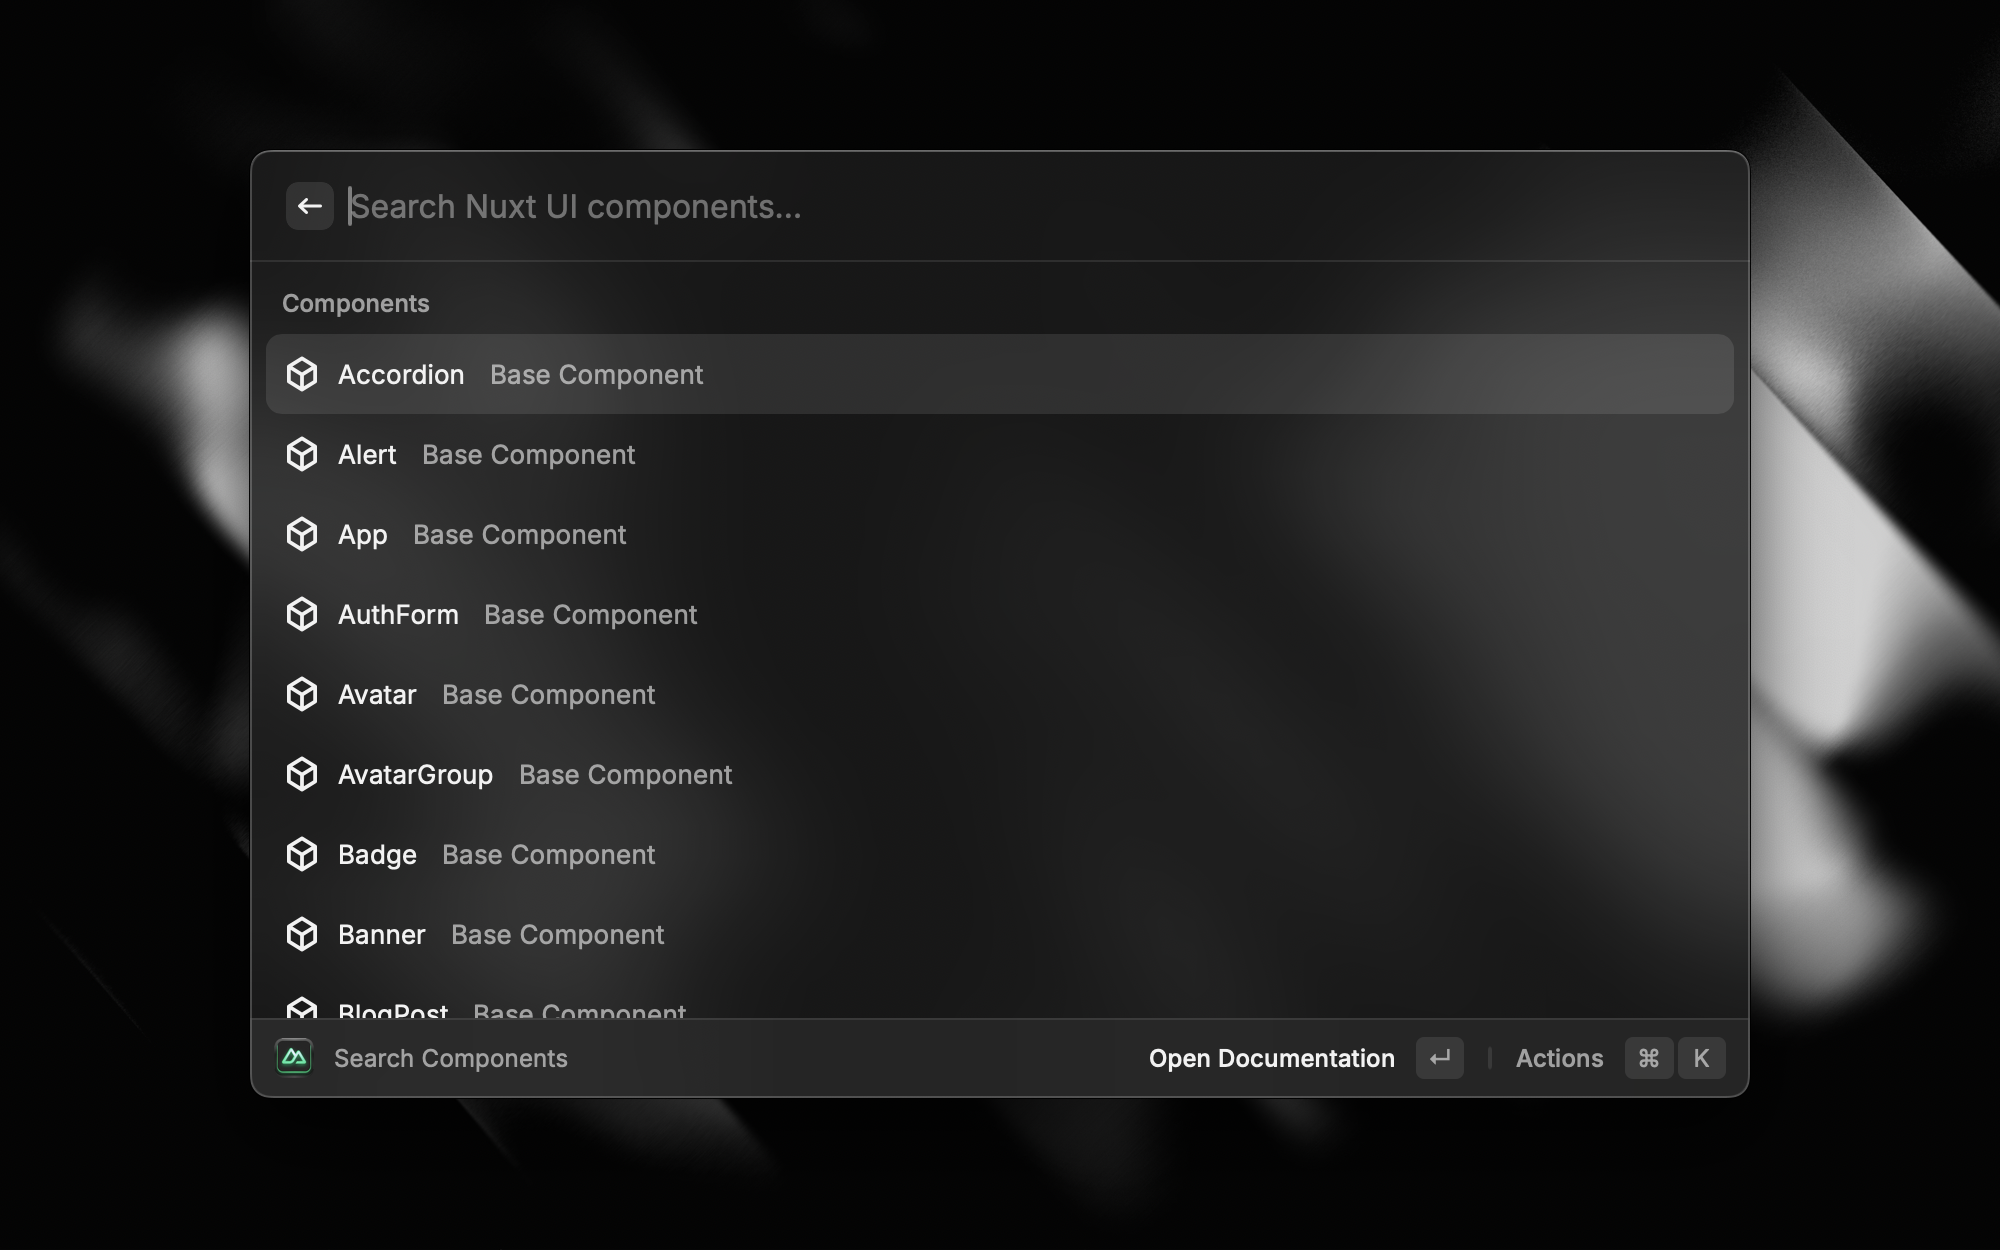 Search Nuxt UI components...
Components
Accordion Base Component
Alert Base Component
App Base Component
AuthForm Base Component
Avatar Base Component
AvatarGroup Base Component
Badge Base Component
Banner Base Component
BlogPost Base Component
Search Components Open Documentation ↵ Actions ⌘ K